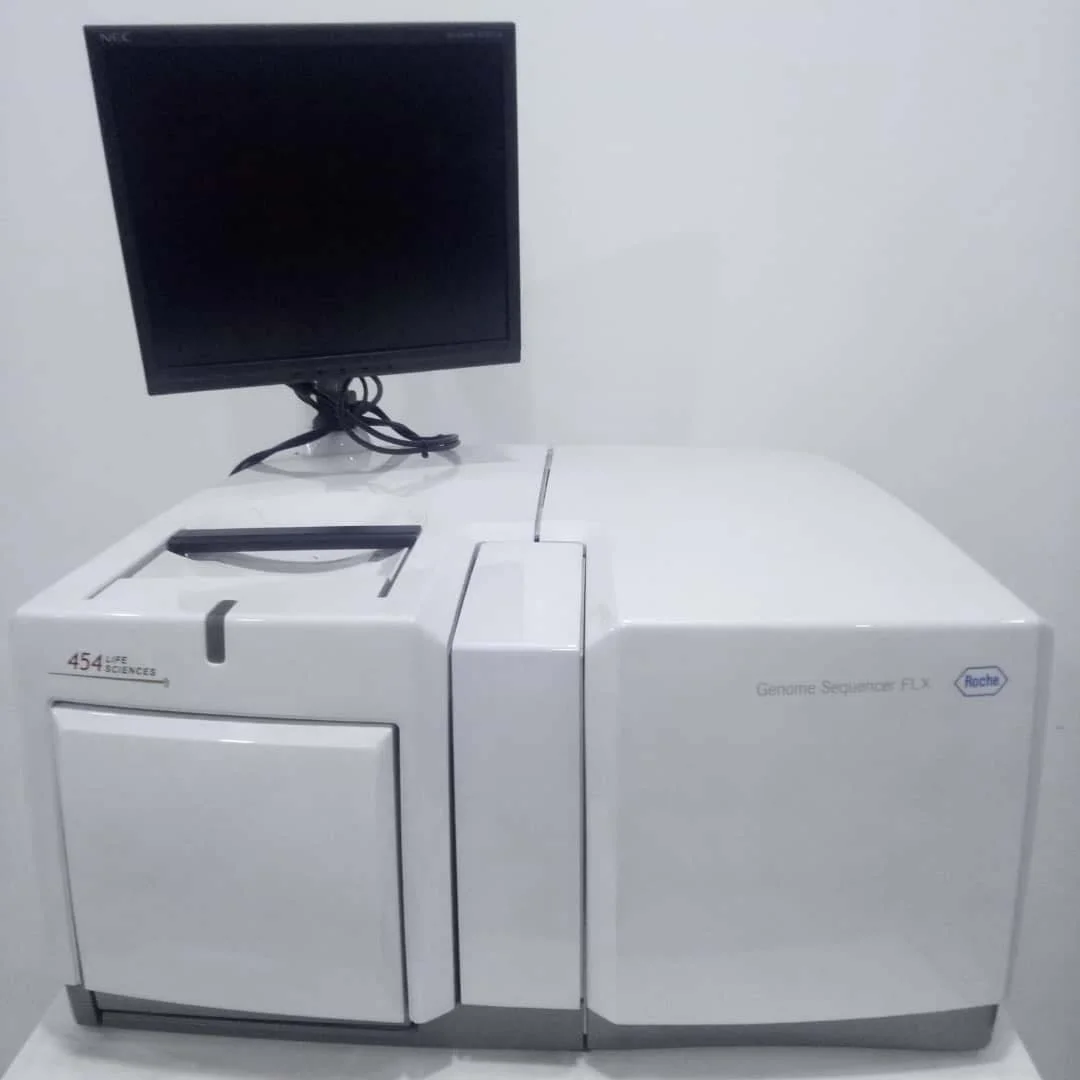 NEC
454 LIFE
SCIENCES
Genome Sequencer FLX
Roche